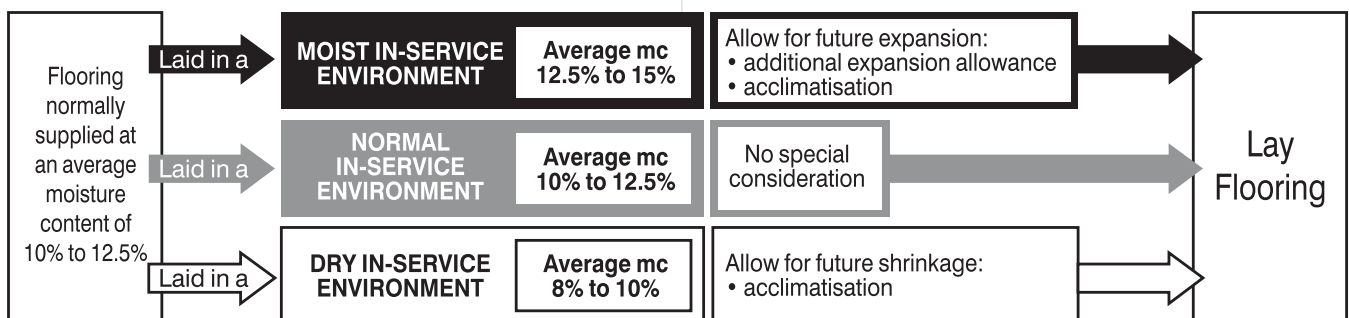 Flooring
normally
supplied at
an average
moisture
content of
10% to 12.5%
Laid in a
MOIST IN-SERVICE
ENVIRONMENT
Average mc
12.5% to 15%
Allow for future expansion:
• additional expansion allowance
• acclimatisation
Laid in a
NORMAL
IN-SERVICE
ENVIRONMENT
Average mc
10% to 12.5%
No special
consideration
Laid in a
DRY IN-SERVICE
ENVIRONMENT
Average mc
8% to 10%
Allow for future shrinkage:
• acclimatisation
Lay
Flooring